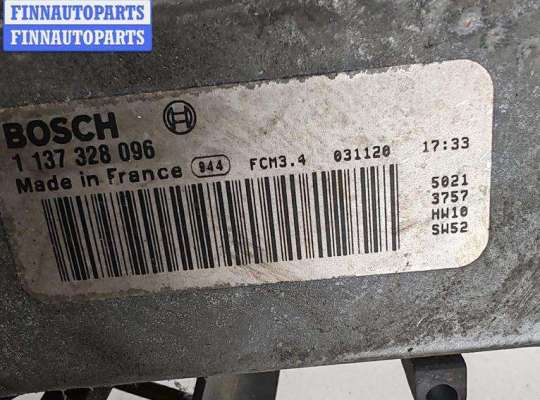 FINNAUTOPARTS
FINNAUTOPARTS
BOSCH
1 137 328 096
Made in France 944 FCM3.4 031120 17:33
5021
3757
HW10
SW52